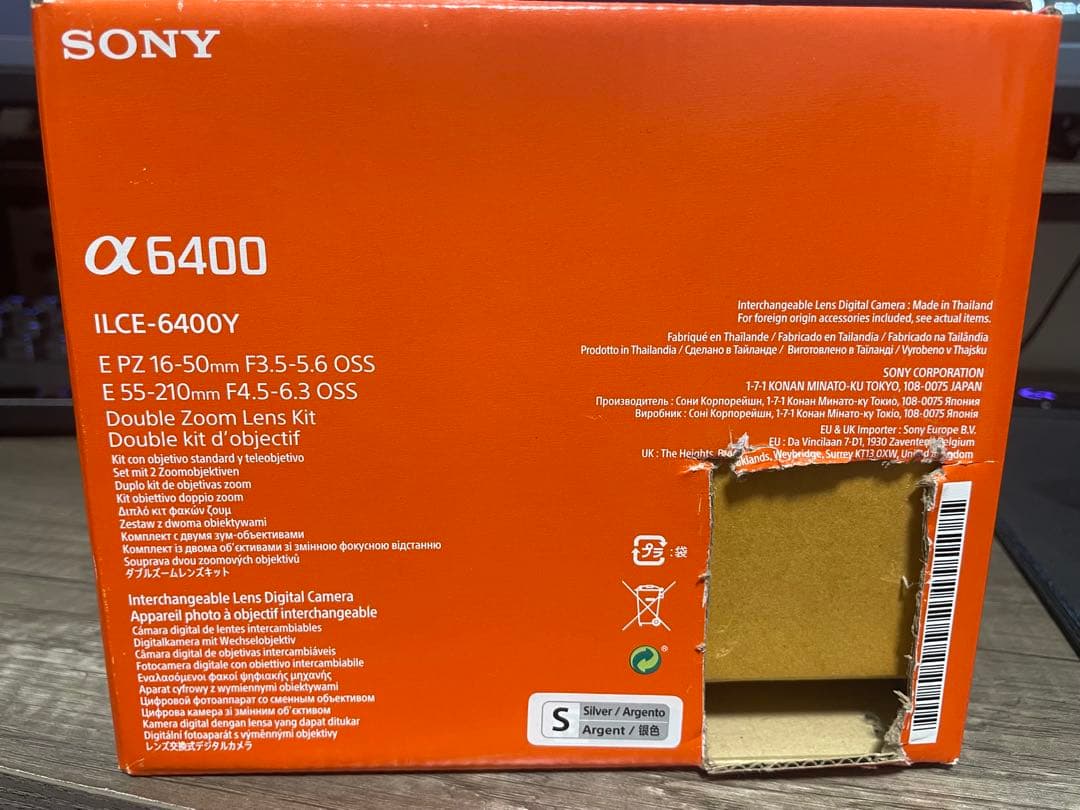 SONY
α6400
ILCE-6400Y
E PZ 16-50mm F3.5-5.6 OSS
E 55-210mm F4.5-6.3 OSS
Double Zoom Lens Kit
Double kit d'objectif
Kit con objetivo standard y teleobjetivo
Set mit 2 Zoomobjektiven
Duplo kit de objetivas zoom
Kit obiettivo doppio zoom
Διπλό κιτ φακών ζουμ
Zestaw z dwoma obiektywami
Комплект с двумя зум-объективами
Комплект із двома об'єктивами зі змінною фокусною відстанню
Souprava dvou zoomových objektivů
ダブルズームレンズキット
Interchangeable Lens Digital Camera
Appareil photo à objectif interchangeable
Cámara digital de lentes intercambiables
Digitalkamera mit Wechselobjektiv
Câmara digital de objetivas intercambiáveis
Fotocamera digitale con obiettivo intercambiabile
Εναλασόμενοι φακοί ψηφιακής μηχανής
Aparat cyfrowy z wymiennymi obiektywami
Цифровой фотоаппарат со сменным объективом
Цифрова камера зі змінним об'єктивом
Kamera digital dengan lensa yang dapat ditukar
Digitální fotoaparát s výměnnými objektivy
レンズ交換式デジタルカメラ
Interchangeable Lens Digital Camera : Made in Thailand
For foreign origin accessories included, see actual items.
Fabriqué en Thaïlande / Fabricado en Tailandia / Fabricado na Tailândia
Prodotto in Thailandia / Сделано в Тайланде / Виготовлено в Таїланді / Vyrobeno v Thajsku
SONY CORPORATION
1-7-1 KONAN MINATO-KU TOKYO, 108-0075 JAPAN
Производитель : Сони Корпорейшн, 1-7-1 Конан Минато-ку Токио, 108-0075 Япония
Виробник : Соні Корпорейшн, 1-7-1 Конан Мінато-ку Токіо, 108-0075 Японія
EU & UK Importer : Sony Europe B.V.
EU : Da Vincilaan 7-D1, 1930 Zaventem, Belgium
UK : The Heights, Weybridge, Surrey KT13 0XW, United Kingdom
プラ : 袋
S Silver / Argento
Argent / 银色